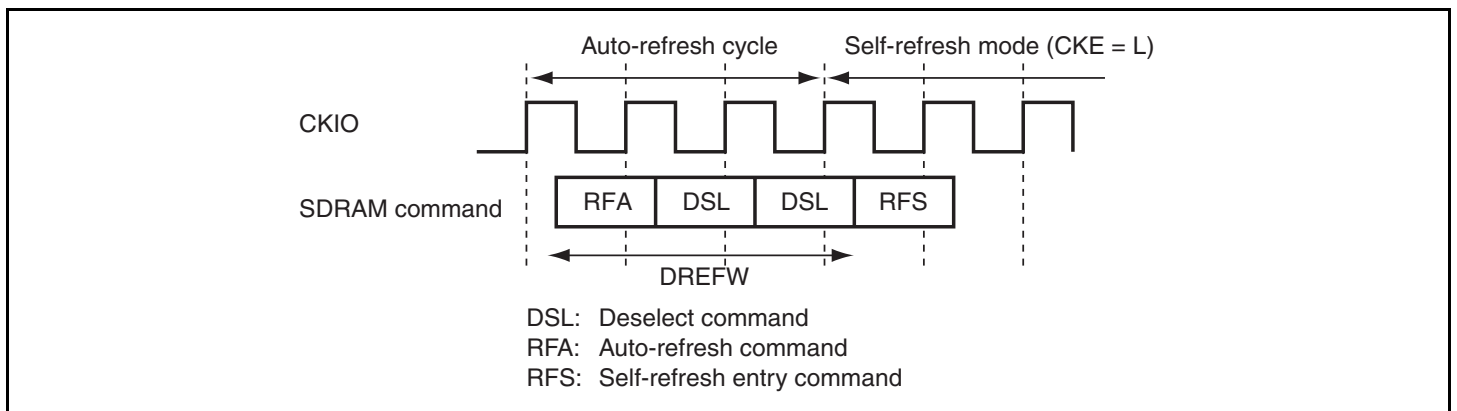 Auto-refresh cycle Self-refresh mode (CKE = L)
CKIO
SDRAM command RFA DSL DSL RFS
DREFW
DSL: Deselect command
RFA: Auto-refresh command
RFS: Self-refresh entry command